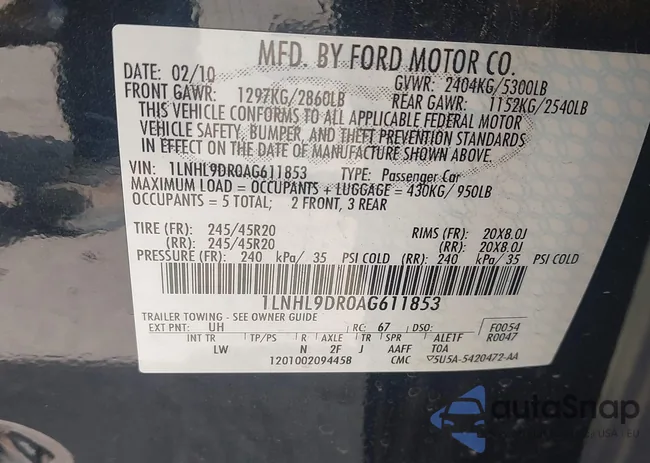 MFD. BY FORD MOTOR CO.
DATE: 02/10 GVWR: 2404KG/5300LB
FRONT GAWR: 1297KG/2860LB REAR GAWR: 1152KG/2540LB
THIS VEHICLE CONFORMS TO ALL APPLICABLE FEDERAL MOTOR
VEHICLE SAFETY, BUMPER, AND THEFT PREVENTION STANDARDS
IN EFFECT ON THE DATE OF MANUFACTURE SHOWN ABOVE.
VIN: 1LNHL9DR0AG611853 TYPE: Passenger Car
MAXIMUM LOAD = OCCUPANTS + LUGGAGE = 430KG/ 950LB
OCCUPANTS = 5 TOTAL; 2 FRONT, 3 REAR
TIRE (FR): 245/45R20 RIMS (FR): 20X8.0J
(RR): 245/45R20 (RR): 20X8.0J
PRESSURE (FR): 240 kPa/ 35 PSI COLD (RR): 240 kPa/ 35 PSI COLD
1LNHL9DR0AG611853
TRAILER TOWING - SEE OWNER GUIDE
EXT PNT: UH RC: 67 DSO: F0054
INT TR TP/PS R AXLE TR SPR ALE1F R0047
LW N 2F J AAFF T0A
12010020944​5B CMC 5U5A-5420472-AA
autoSnap